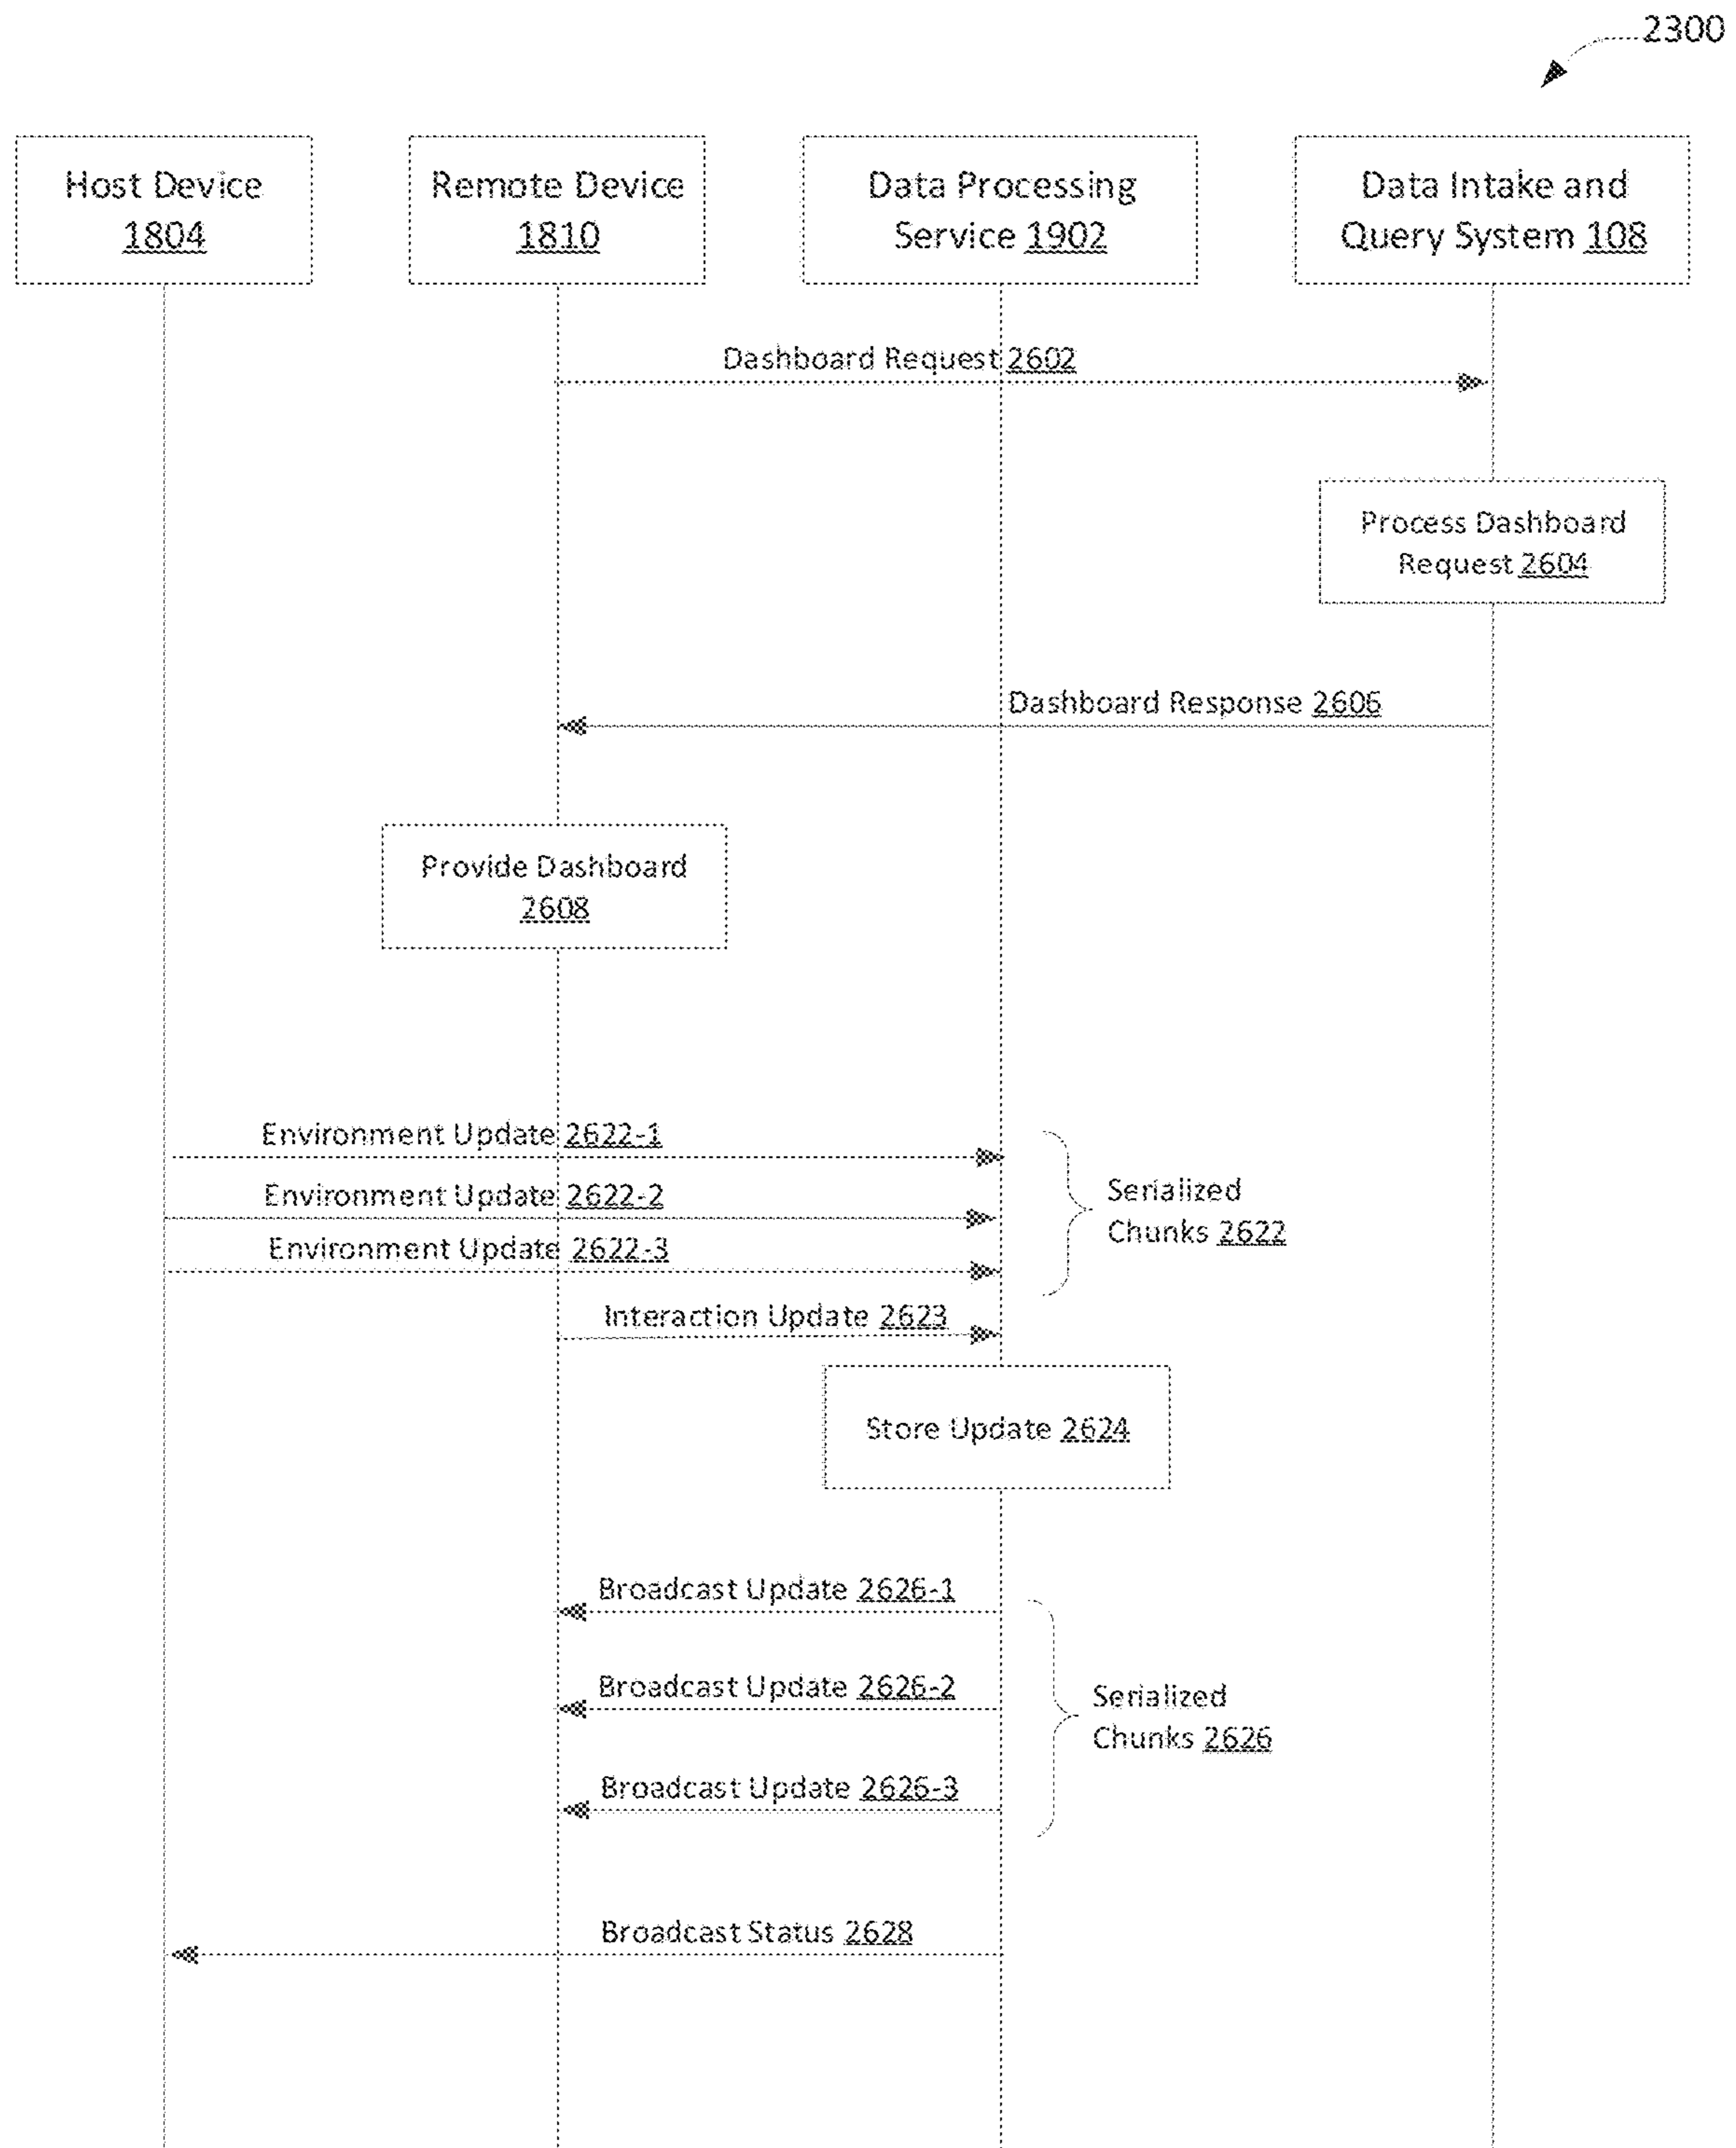 2300
Host Device
1804
Remote Device
1810
Data Processing
Service 1902
Data Intake and
Query System 108
Dashboard Request 2602
Process Dashboard
Request 2604
Dashboard Response 2606
Provide Dashboard
2608
Environment Update 2622-1
Environment Update 2622-2
Environment Update 2622-3
Serialized
Chunks 2622
Interaction Update 2623
Store Update 2624
Broadcast Update 2626-1
Broadcast Update 2626-2
Broadcast Update 2626-3
Serialized
Chunks 2626
Broadcast Status 2628